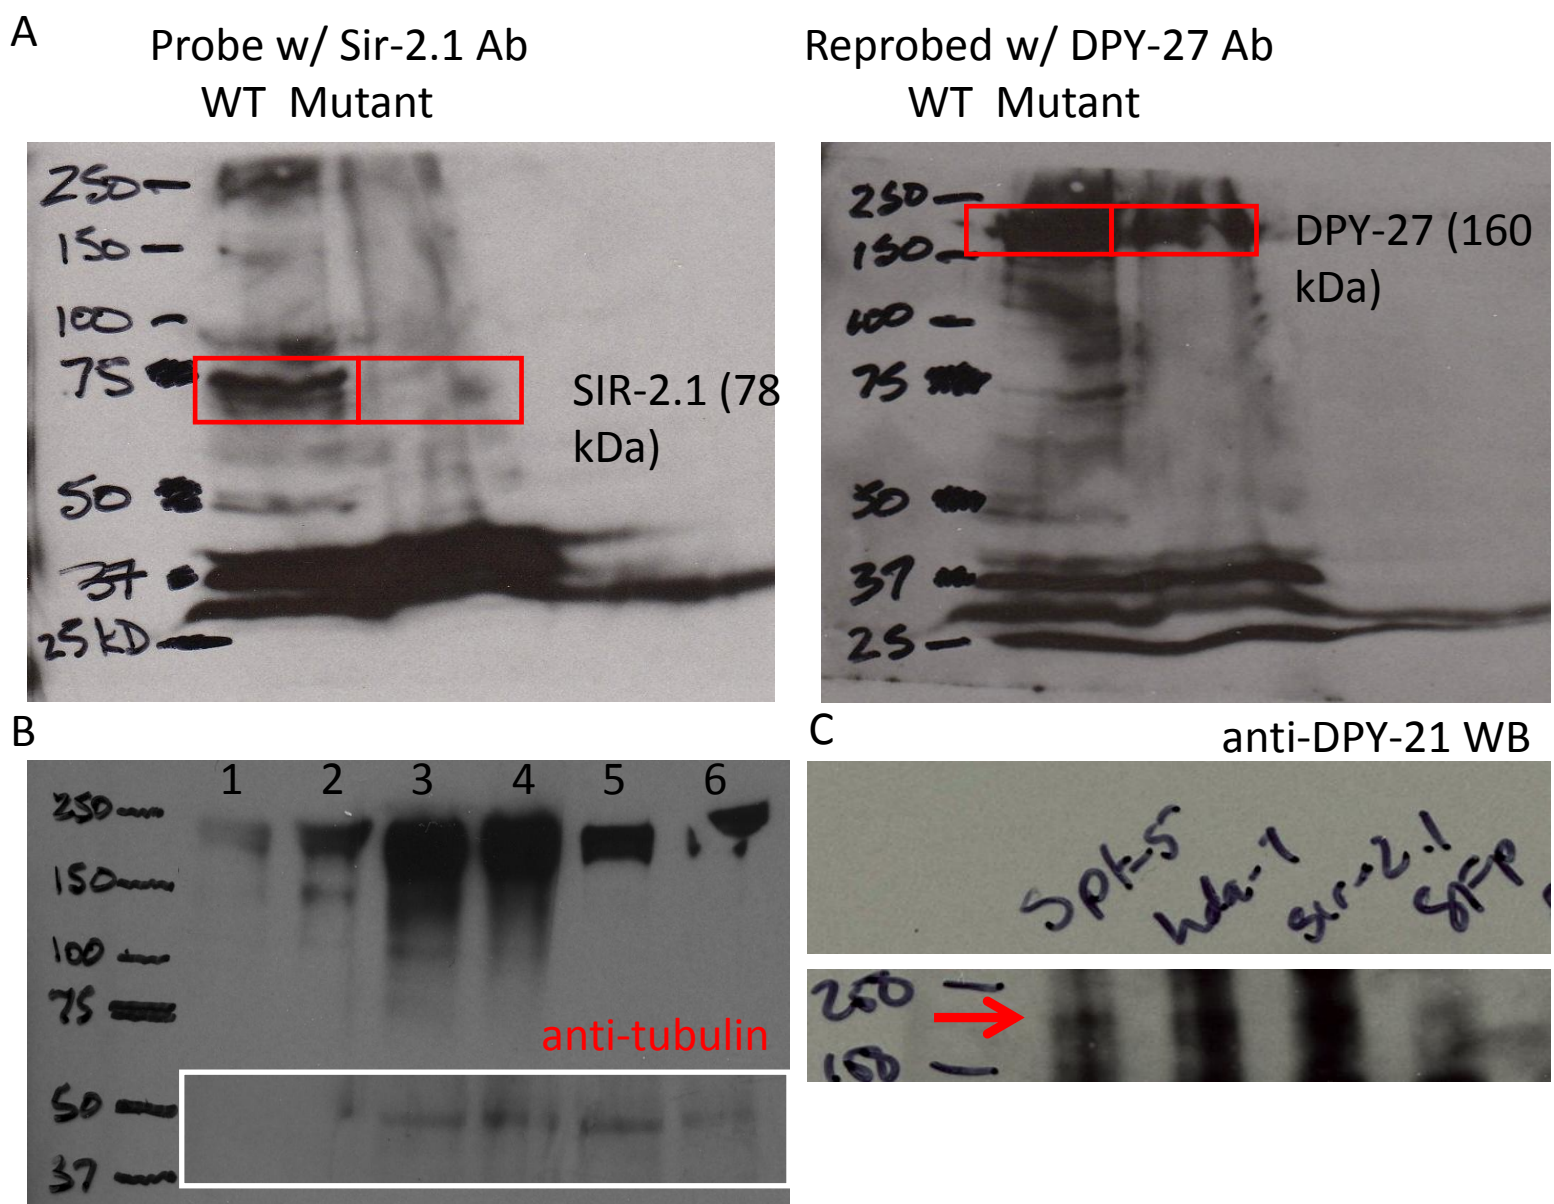 A
Probe w/ Sir-2.1 Ab
WT Mutant
250
150
100
75
50
37
25 kD
SIR-2.1 (78
kDa)
Reprobed w/ DPY-27 Ab
WT Mutant
250
150
100
75
50
37
25
DPY-27 (160
kDa)
B
1 2 3 4 5 6
250
150
100
75
50
37
anti-tubulin
C
anti-DPY-21 WB
Spt-5
hda-1
sir-2.1
gfp
250
150